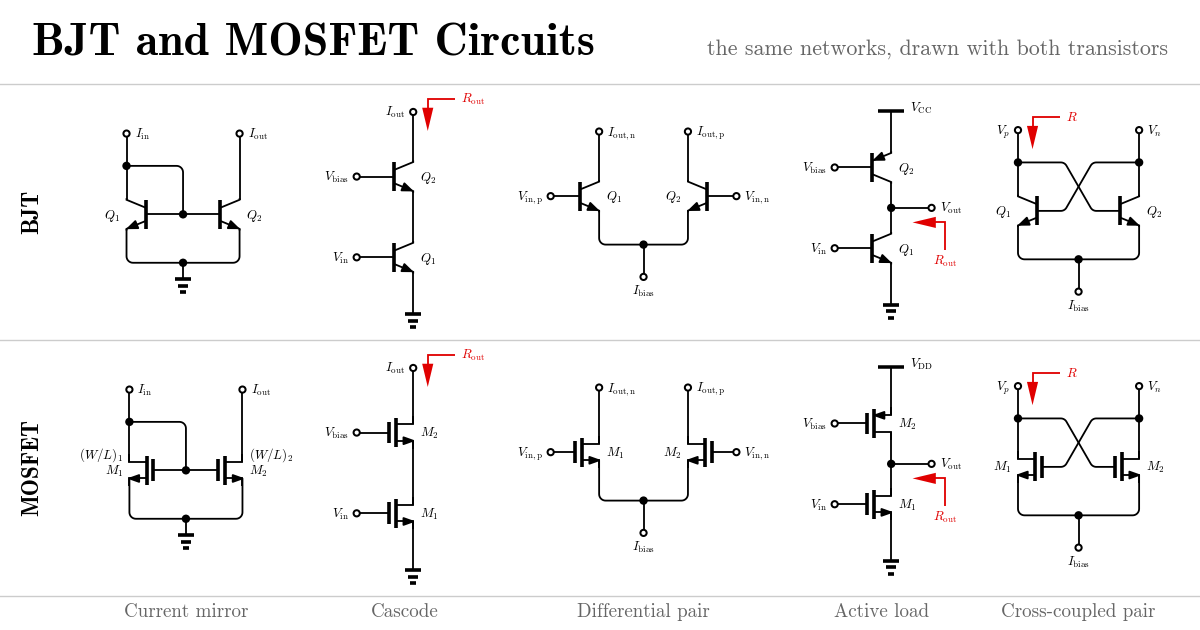 BJT and MOSFET Circuits
the same networks, drawn with both transistors
BJT
I_in
I_out
Q_1
Q_2
I_out
R_out
V_bias
Q_2
V_in
Q_1
I_out,n
I_out,p
V_in,p
Q_1
Q_2
V_in,n
I_bias
V_CC
V_bias
Q_2
V_out
V_in
Q_1
R_out
V_p
R
V_n
Q_1
Q_2
I_bias
MOSFET
I_in
I_out
(W/L)_1
M_1
(W/L)_2
M_2
I_out
R_out
V_bias
M_2
V_in
M_1
I_out,n
I_out,p
V_in,p
M_1
M_2
V_in,n
I_bias
V_DD
V_bias
M_2
V_out
V_in
M_1
R_out
V_p
R
V_n
M_1
M_2
I_bias
Current mirror
Cascode
Differential pair
Active load
Cross-coupled pair